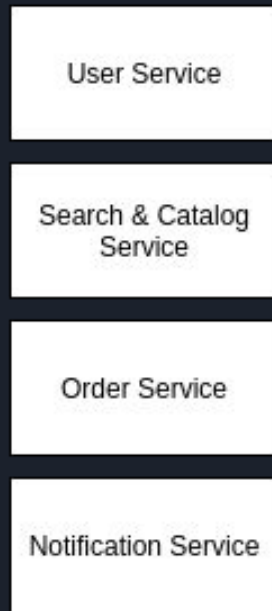 User Service
Search & Catalog
Service
Order Service
Notification Service